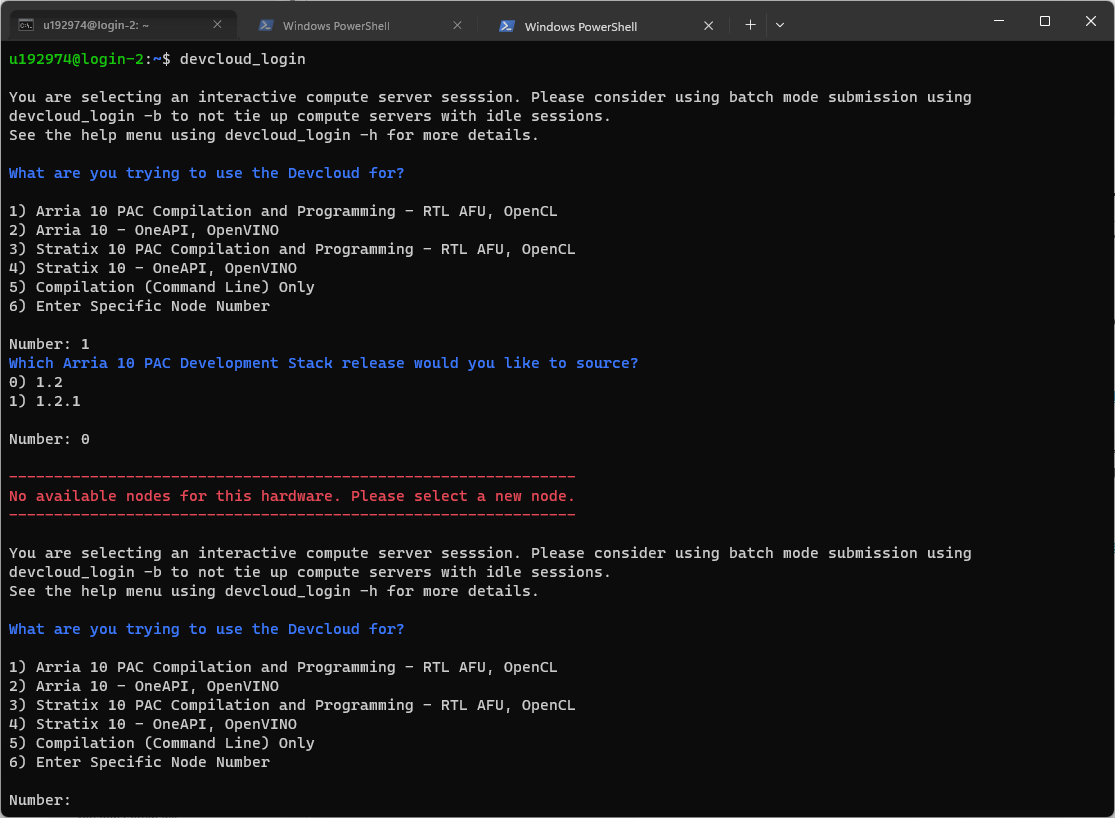 u192974@login-2: ~
Windows PowerShell
Windows PowerShell
u192974@login-2:~$ devcloud_login
You are selecting an interactive compute server sesssion. Please consider using batch mode submission using
devcloud_login -b to not tie up compute servers with idle sessions.
See the help menu using devcloud_login -h for more details.
What are you trying to use the Devcloud for?
1) Arria 10 PAC Compilation and Programming - RTL AFU, OpenCL
2) Arria 10 - OneAPI, OpenVINO
3) Stratix 10 PAC Compilation and Programming - RTL AFU, OpenCL
4) Stratix 10 - OneAPI, OpenVINO
5) Compilation (Command Line) Only
6) Enter Specific Node Number
Number: 1
Which Arria 10 PAC Development Stack release would you like to source?
0) 1.2
1) 1.2.1
Number: 0
---------------------------------------------------------------
No available nodes for this hardware. Please select a new node.
---------------------------------------------------------------
You are selecting an interactive compute server sesssion. Please consider using batch mode submission using
devcloud_login -b to not tie up compute servers with idle sessions.
See the help menu using devcloud_login -h for more details.
What are you trying to use the Devcloud for?
1) Arria 10 PAC Compilation and Programming - RTL AFU, OpenCL
2) Arria 10 - OneAPI, OpenVINO
3) Stratix 10 PAC Compilation and Programming - RTL AFU, OpenCL
4) Stratix 10 - OneAPI, OpenVINO
5) Compilation (Command Line) Only
6) Enter Specific Node Number
Number: